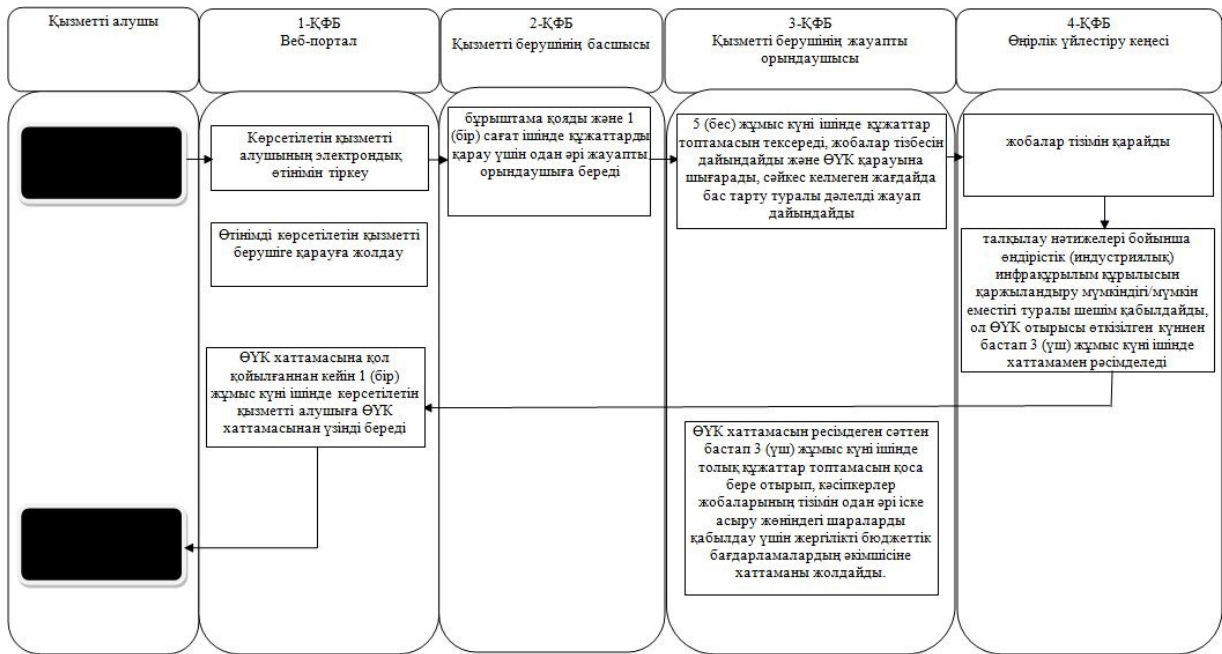 Қызметті алушы
1-ҚФБ
Веб-портал
2-ҚФБ
Қызметті берушінің басшысы
3-ҚФБ
Қызметті берушінің жауапты
орындаушысы
4-ҚФБ
Өңірлік үйлестіру кеңесі
Көрсетілетін қызметті
алушының электрондық
өтінімін тіркеу
бұрыштама қояды және 1
(бір) сағат ішінде құжаттарды
қарау үшін одан әрі жауапты
орындаушыға береді
5 (бес) жұмыс күні ішінде құжаттар
топтамасын тексереді, жобалар тізбесін
дайындайды және ӨҮК қарауына
шығарады, сәйкес келмеген жағдайда
бас тарту туралы дәлелді жауап
дайындайды
жобалар тізімін қарайды
Өтінімді көрсетілетін қызметті
берушіге қарауға жолдау
талқылау нәтижелері бойынша
өндірістік (индустриялық)
инфрақұрылым құрылысын
қаржыландыру мүмкіндігі/мүмкін
еместігі туралы шешім қабылдайды,
ол ӨҮК отырысы өткізілген күннен
бастап 3 (үш) жұмыс күні ішінде
хаттамамен рәсімделеді
ӨҮК хаттамасына қол
қойылғаннан кейін 1 (бір)
жұмыс күні ішінде көрсетілетін
қызметті алушыға ӨҮК
хаттамасынан үзінді береді
ӨҮК хаттамасын ресімдеген сәттен
бастап 3 (үш) жұмыс күні ішінде
толық құжаттар топтамасын қоса
бере отырып, кәсіпкерлер
жобаларының тізімін одан әрі іске
асыру жөніндегі шараларды
қабылдау үшін жергілікті бюджеттік
бағдарламалардың әкімшісіне
хаттаманы жолдайды.